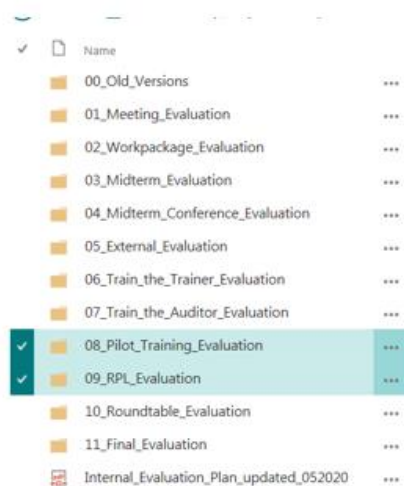 Name
00_Old_Versions
01_Meeting_Evaluation
02_Workpackage_Evaluation
03_Midterm_Evaluation
04_Midterm_Conference_Evaluation
05_External_Evaluation
06_Train_the_Trainer_Evaluation
07_Train_the_Auditor_Evaluation
08_Pilot_Training_Evaluation
09_RPL_Evaluation
10_Roundtable_Evaluation
11_Final_Evaluation
Internal_Evaluation_Plan_updated_052020